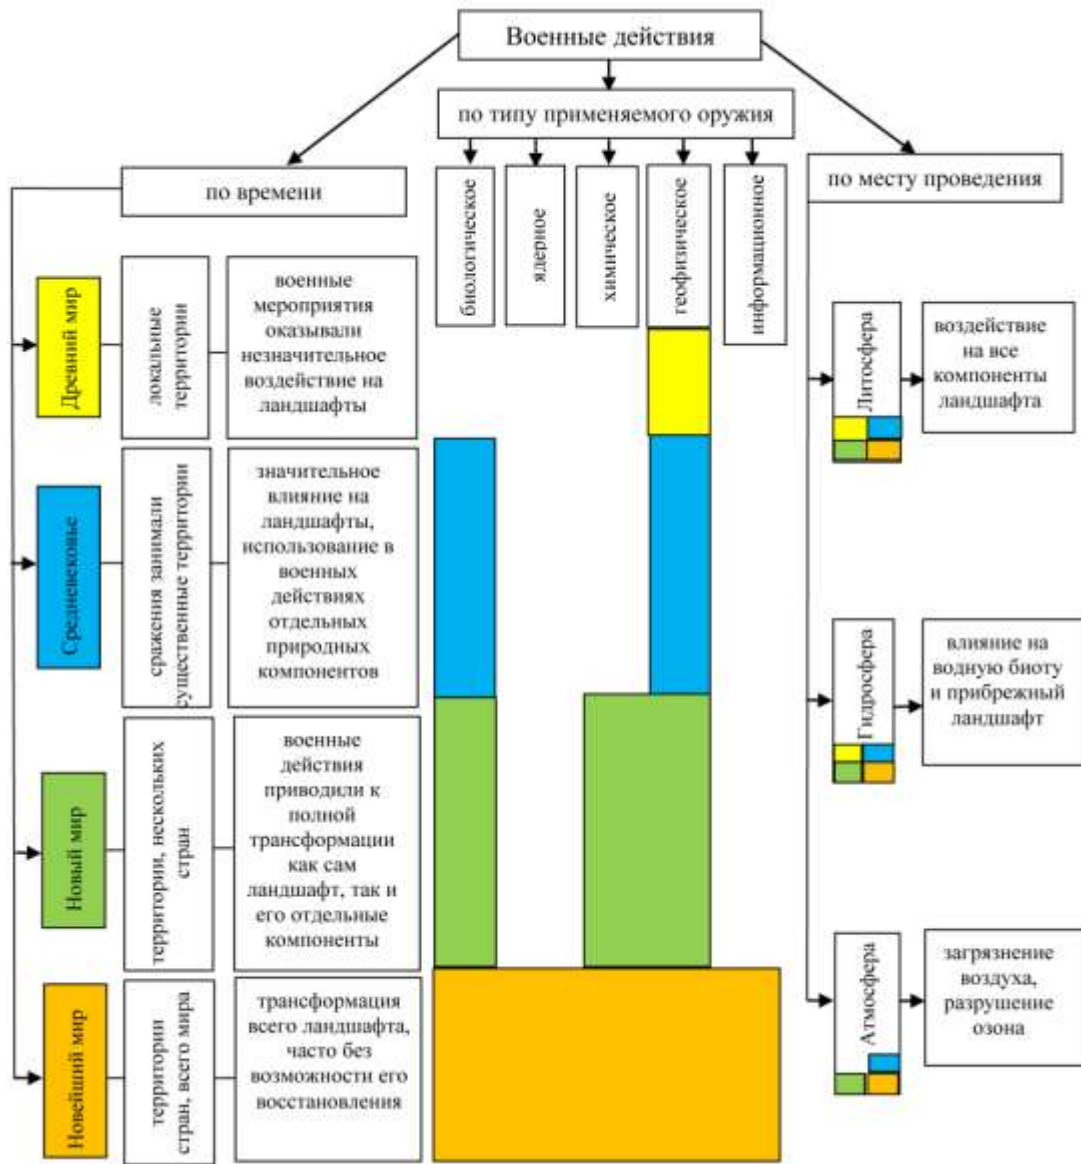 Военные действия
по типу применяемого оружия
биологическое
ядерное
химическое
геофизическое
информационное
по времени
по месту проведения
Древний мир
локальные
территории
военные
мероприятия
оказывали
незначительное
воздействие на
ландшафты
Средневековье
сражения занимали
существенные территории
значительное
влияние на
ландшафты,
использование в
военных
действиях
отдельных
природных
компонентов
Новый мир
территории, нескольких
стран
военные
действия
приводили к
полной
трансформации
как сам
ландшафт, так и
его отдельные
компоненты
Новейший мир
территории
стран, всего мира
трансформация
всего ландшафта,
часто без
возможности его
восстановления
Литосфера
воздействие
на все
компоненты
ландшафта
Гидросфера
влияние на
водную биоту
и прибрежный
ландшафт
Атмосфера
загрязнение
воздуха,
разрушение
озона